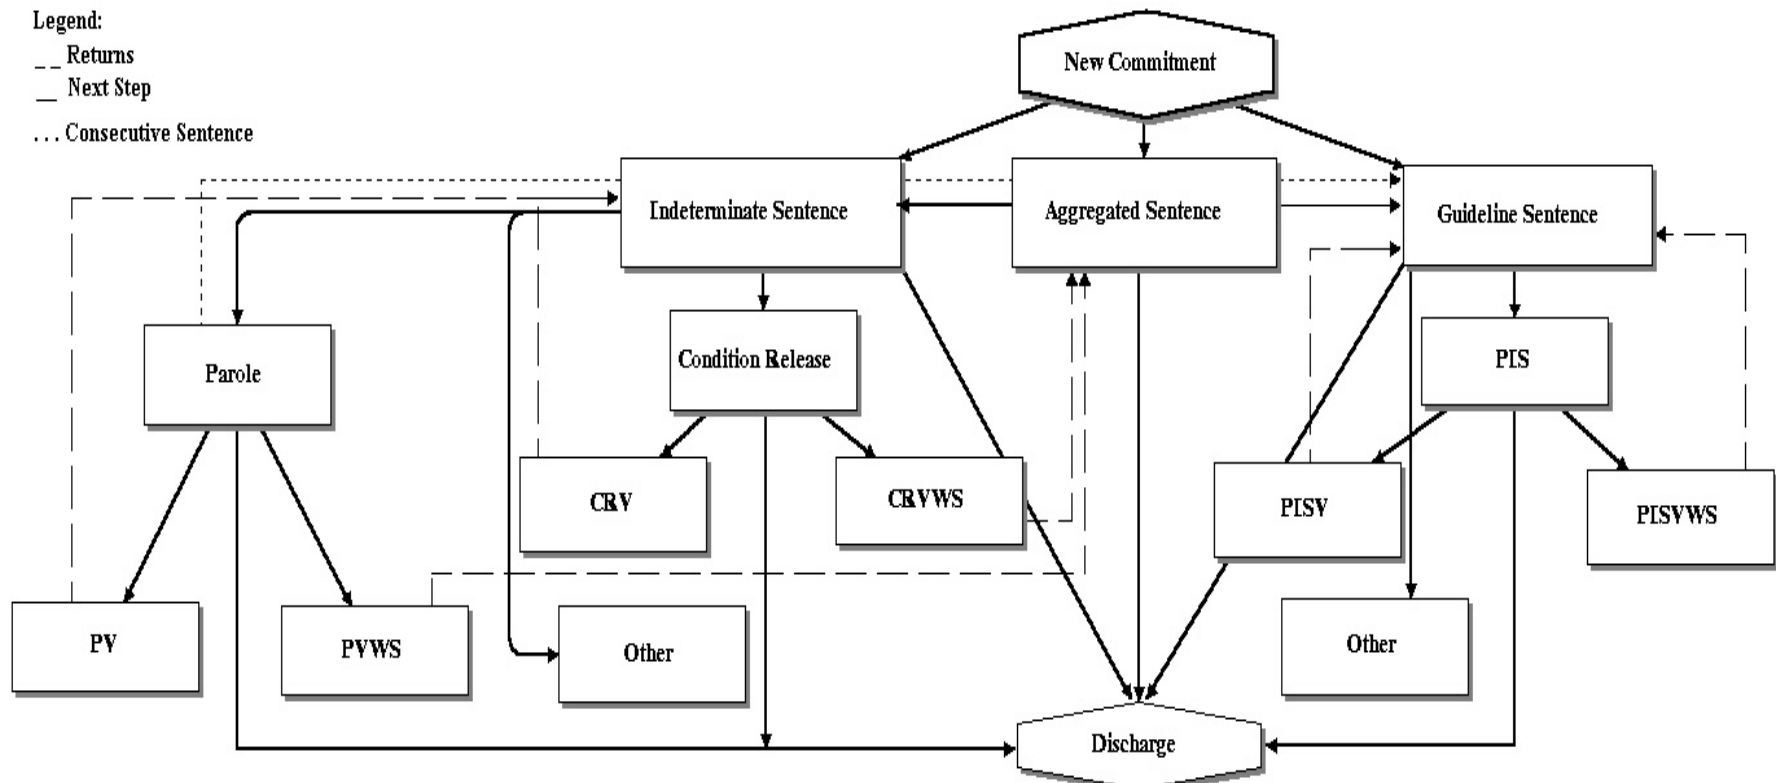 Legend:
_ _ Returns
__ Next Step
... Consecutive Sentence
New Commitment
Indeterminate Sentence
Aggregated Sentence
Guideline Sentence
Parole
Condition Release
PIS
CRV
CRVWS
PISV
PISVWS
PV
PVWS
Other
Other
Discharge